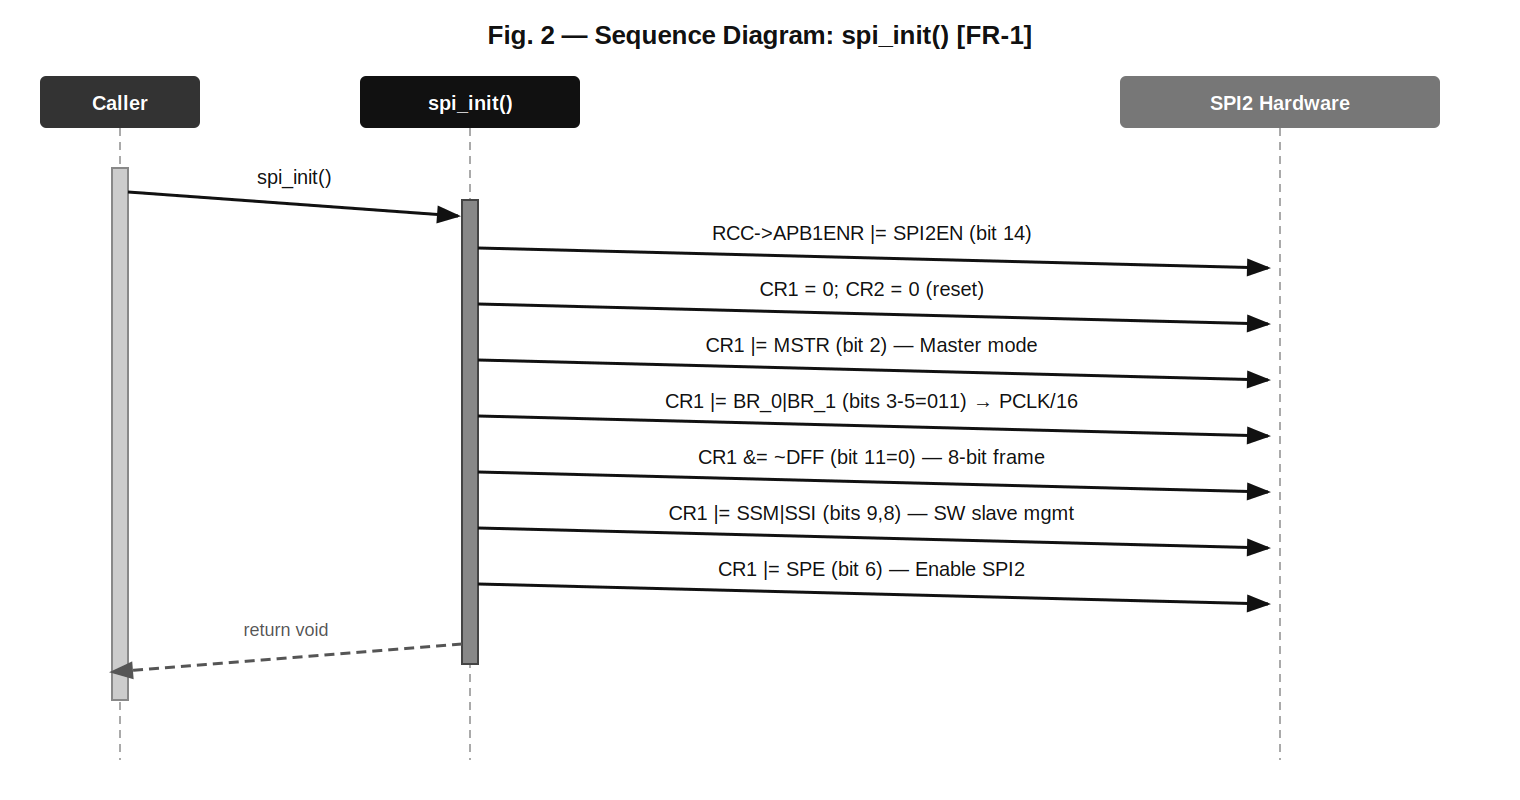 Fig. 2 — Sequence Diagram: spi_init() [FR-1]
Caller
spi_init()
SPI2 Hardware
spi_init()
RCC->APB1ENR |= SPI2EN (bit 14)
CR1 = 0; CR2 = 0 (reset)
CR1 |= MSTR (bit 2) — Master mode
CR1 |= BR_0|BR_1 (bits 3-5=011) → PCLK/16
CR1 &= ~DFF (bit 11=0) — 8-bit frame
CR1 |= SSM|SSI (bits 9,8) — SW slave mgmt
CR1 |= SPE (bit 6) — Enable SPI2
return void